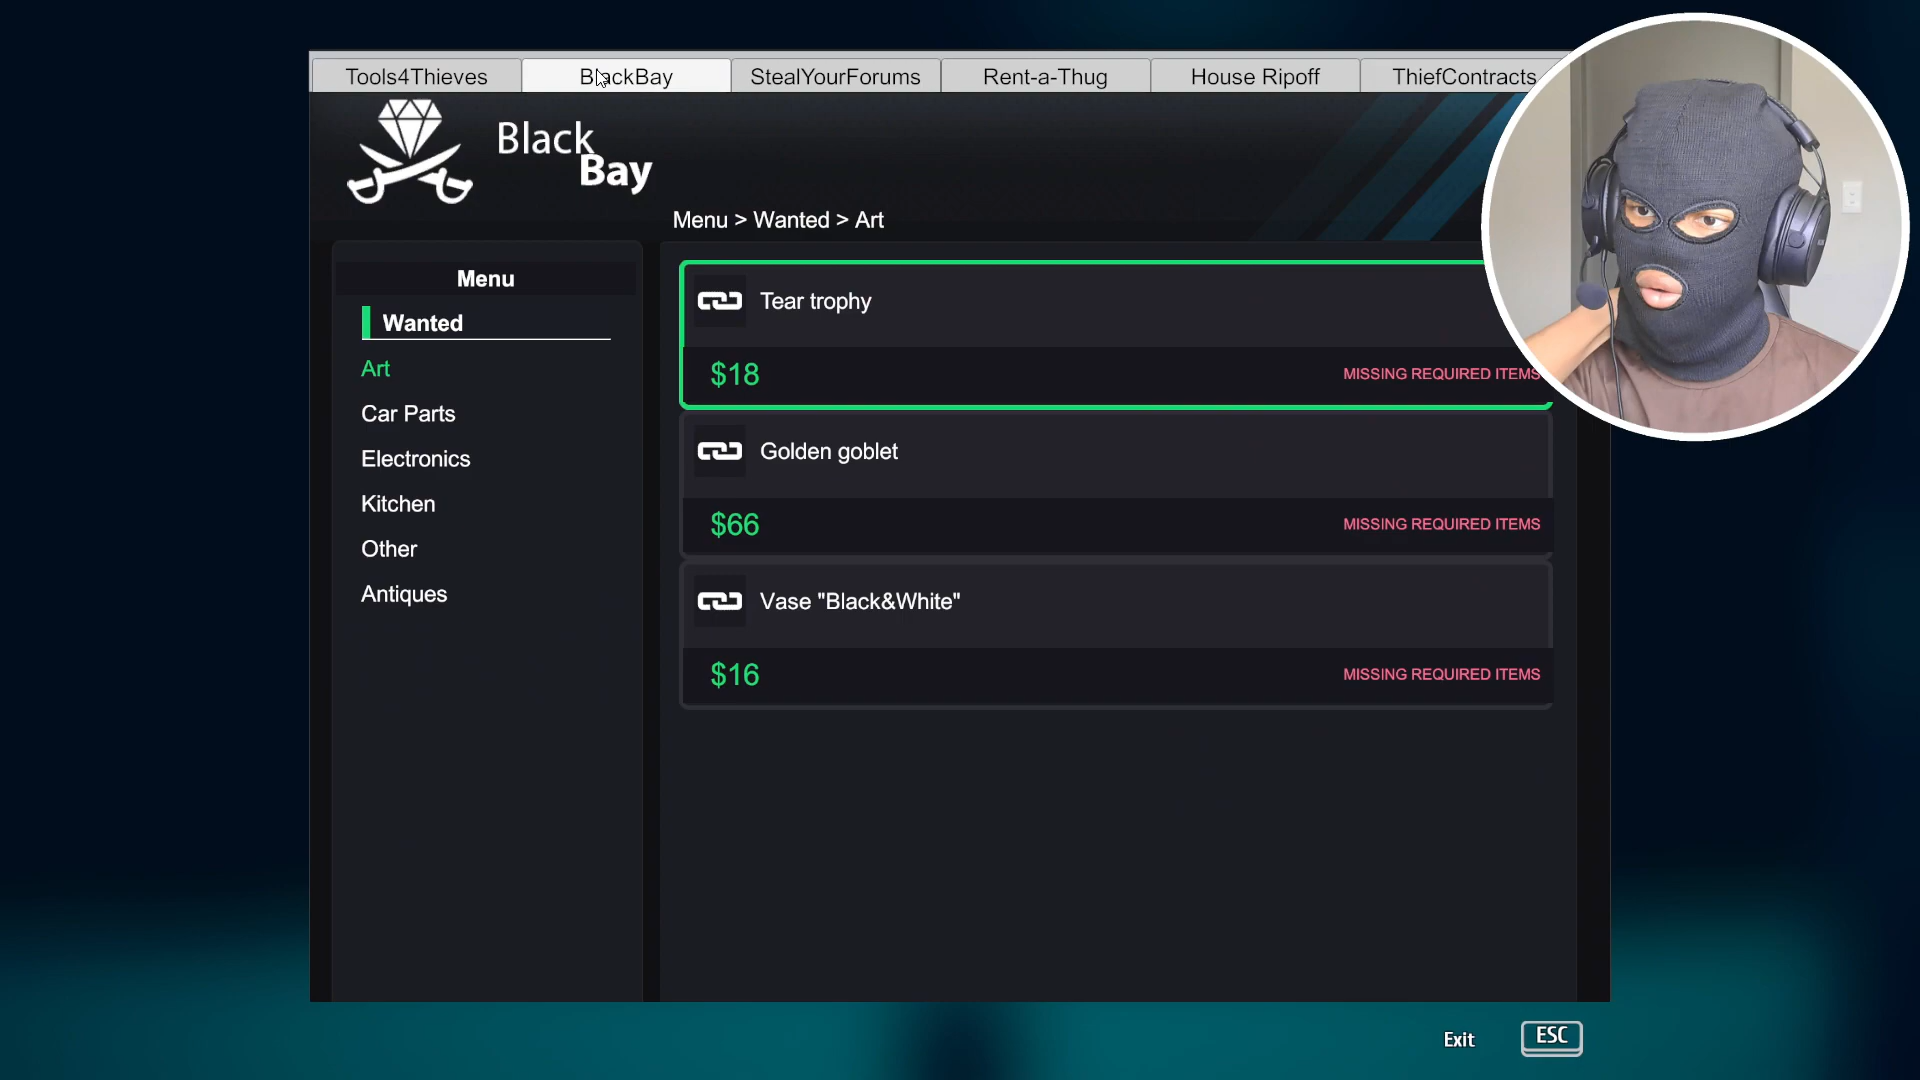 Tools4Thieves BlackBay StealYourForums Rent-a-Thug House Ripoff ThiefContracts
Black
Bay
Menu > Wanted > Art
Menu
Wanted
Art
Car Parts
Electronics
Kitchen
Other
Antiques
Tear trophy
$18 MISSING REQUIRED ITEMS
Golden goblet
$66 MISSING REQUIRED ITEMS
Vase "Black&White"
$16 MISSING REQUIRED ITEMS
Exit ESC